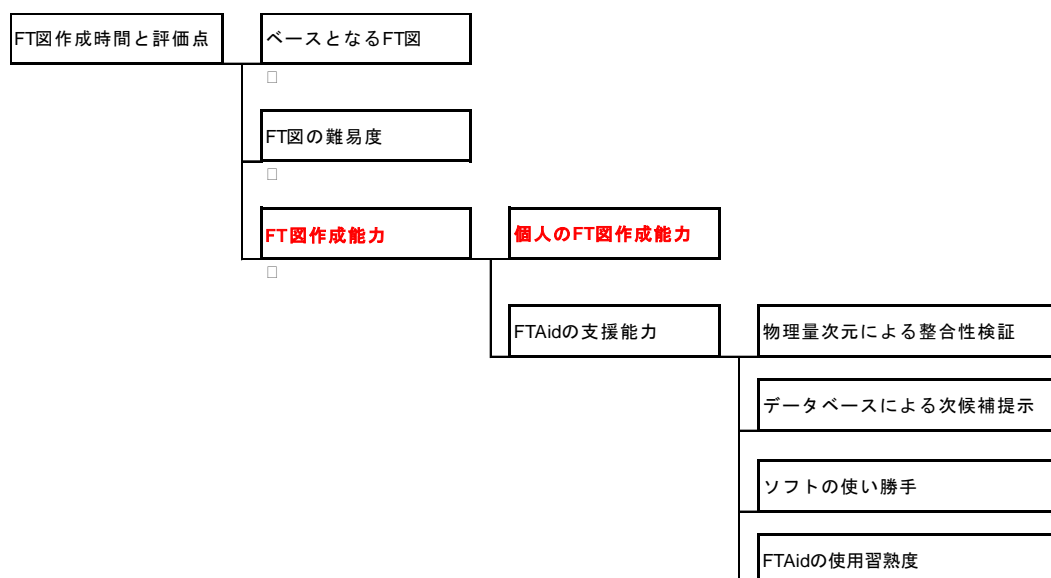 FT図作成時間と評価点
ベースとなるFT図
FT図の難易度
FT図作成能力
個人のFT図作成能力
FTAidの支援能力
物理量次元による整合性検証
データベースによる次候補提示
ソフトの使い勝手
FTAidの使用習熟度